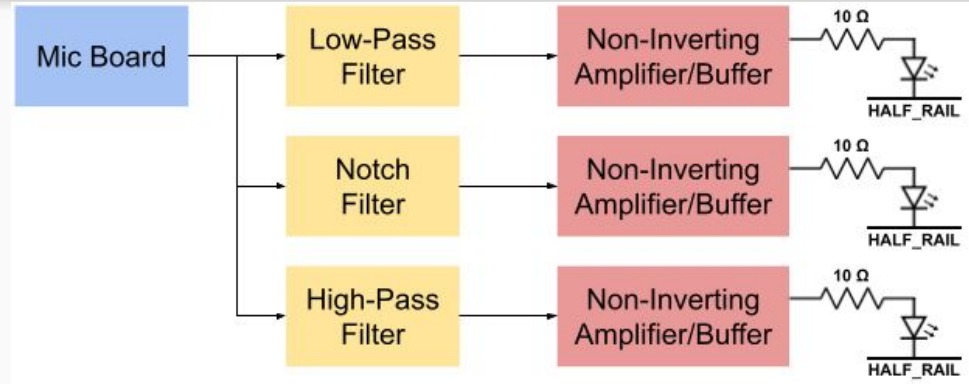 Mic Board
Low-Pass
Filter
Non-Inverting
Amplifier/Buffer
10 Ω
HALF_RAIL
Notch
Filter
Non-Inverting
Amplifier/Buffer
10 Ω
HALF_RAIL
High-Pass
Filter
Non-Inverting
Amplifier/Buffer
10 Ω
HALF_RAIL